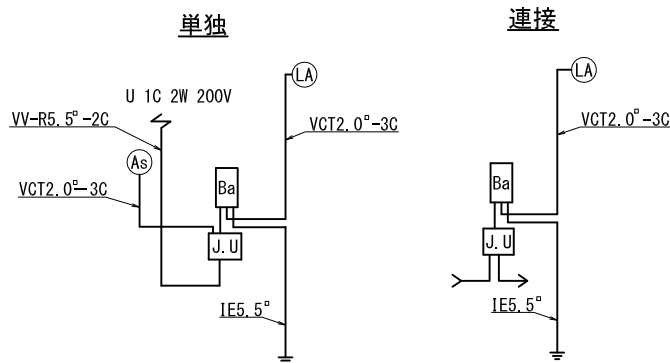 単独
連接
LA
LA
U 1C 2W 200V
VV-R5.5□-2C
VCT2.0□-3C
VCT2.0□-3C
As
Ba
Ba
VCT2.0□-3C
J.U
J.U
IE5.5□
IE5.5□